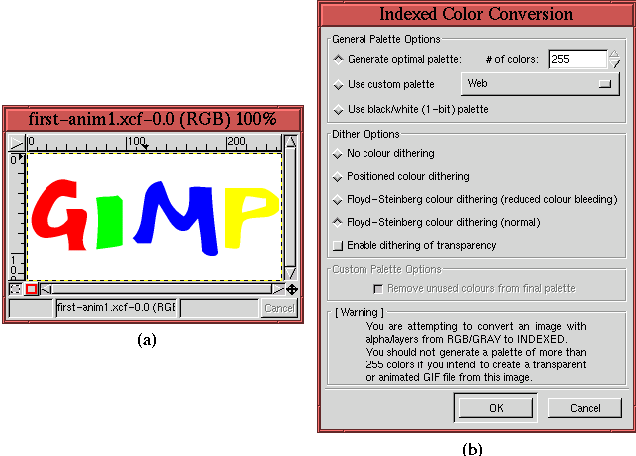 Indexed Color Conversion
General Palette Options
Generate optimal palette: # of colors: 255
Use custom palette Web
Use black/white (1-bit) palette
Dither Options
No colour dithering
Positioned colour dithering
Floyd-Steinberg colour dithering (reduced colour bleeding)
Floyd-Steinberg colour dithering (normal)
Enable dithering of transparency
Custom Palette Options
Remove unused colours from final palette
[ Warning ]
You are attempting to convert an image with
alpha/layers from RGB/GRAY to INDEXED.
You should not generate a palette of more than
255 colors if you intend to create a transparent
or animated GIF file from this image.
OK Cancel
(b)
first-anim1.xcf-0.0 (RGB) 100%
0 100 200
0
10
GIMP
first-anim1.xcf-0.0 (RGB Cancel
(a)